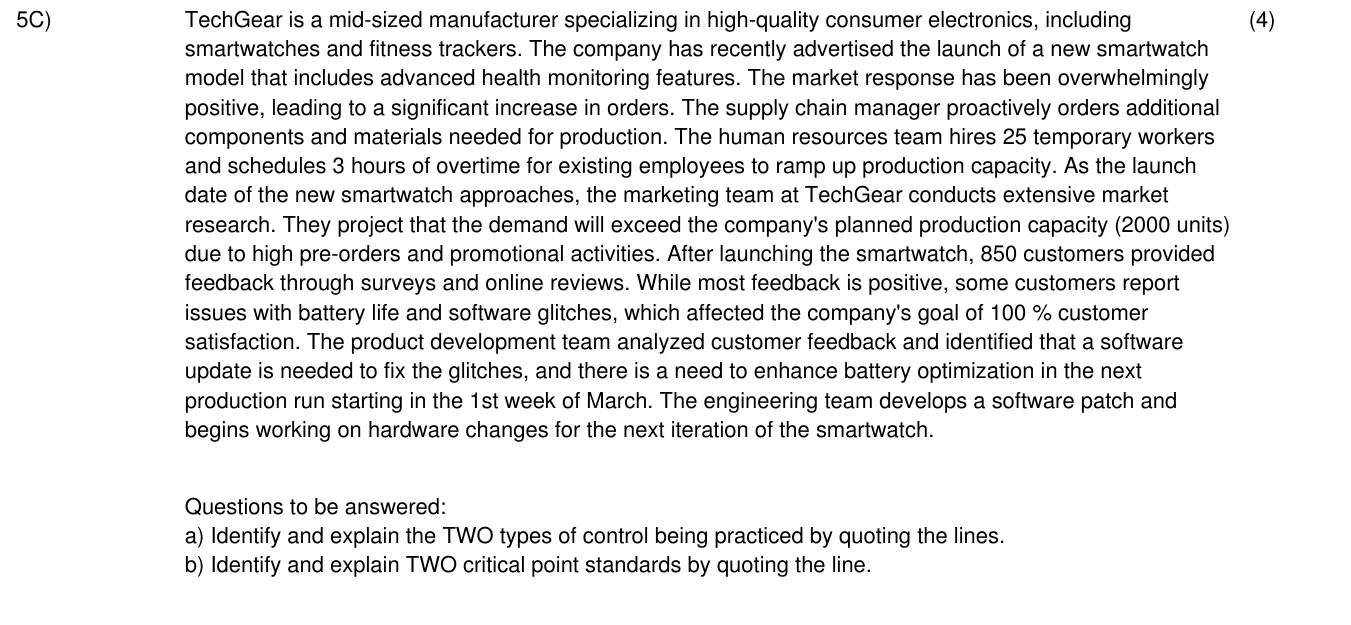 5C) TechGear is a mid-sized manufacturer specializing in high-quality consumer electronics, including (4)
smartwatches and fitness trackers. The company has recently advertised the launch of a new smartwatch
model that includes advanced health monitoring features. The market response has been overwhelmingly
positive, leading to a significant increase in orders. The supply chain manager proactively orders additional
components and materials needed for production. The human resources team hires 25 temporary workers
and schedules 3 hours of overtime for existing employees to ramp up production capacity. As the launch
date of the new smartwatch approaches, the marketing team at TechGear conducts extensive market
research. They project that the demand will exceed the company's planned production capacity (2000 units)
due to high pre-orders and promotional activities. After launching the smartwatch, 850 customers provided
feedback through surveys and online reviews. While most feedback is positive, some customers report
issues with battery life and software glitches, which affected the company's goal of 100 % customer
satisfaction. The product development team analyzed customer feedback and identified that a software
update is needed to fix the glitches, and there is a need to enhance battery optimization in the next
production run starting in the 1st week of March. The engineering team develops a software patch and
begins working on hardware changes for the next iteration of the smartwatch.
Questions to be answered:
a) Identify and explain the TWO types of control being practiced by quoting the lines.
b) Identify and explain TWO critical point standards by quoting the line.